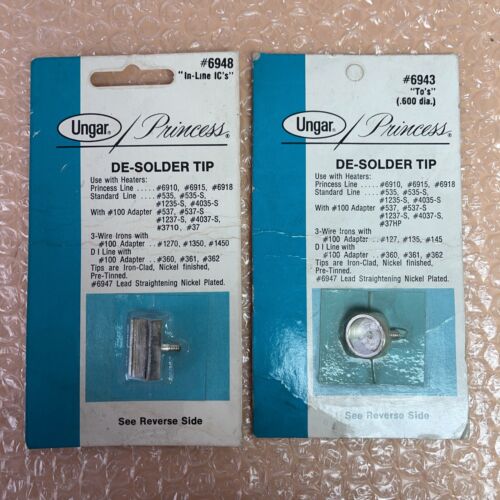 #6948
"In-Line IC's"
Ungar / Princess®
DE-SOLDER TIP
Use with Heaters:
Princess Line ..... #6910, #6915, #6918
Standard Line ..... #535, #535-S,
#1235-S, #4035-S
With #100 Adapter .. #537, #537-S
#1237-S, #4037-S,
#3710, #37
3-Wire Irons with
#100 Adapter .. #1270, #1350, #1450
D I Line with
#100 Adapter .. #360, #361, #362
Tips are Iron-Clad, Nickel finished,
Pre-Tinned.
#6947 Lead Straightening Nickel Plated.
See Reverse Side
#6943
"To's"
(.600 dia.)
Ungar / Princess®
DE-SOLDER TIP
Use with Heaters:
Princess Line ..... #6910, #6915, #6918
Standard Line ..... #535, #535-S,
#1235-S, #4035-S
With #100 Adapter .. #537, #537-S
#1237-S, #4037-S,
#37HP
3-Wire Irons with
#100 Adapter .. #127, #135, #145
D I Line with
#100 Adapter .. #360, #361, #362
Tips are Iron-Clad, Nickel finished,
Pre-Tinned.
#6947 Lead Straightening Nickel Plated.
See Reverse Side